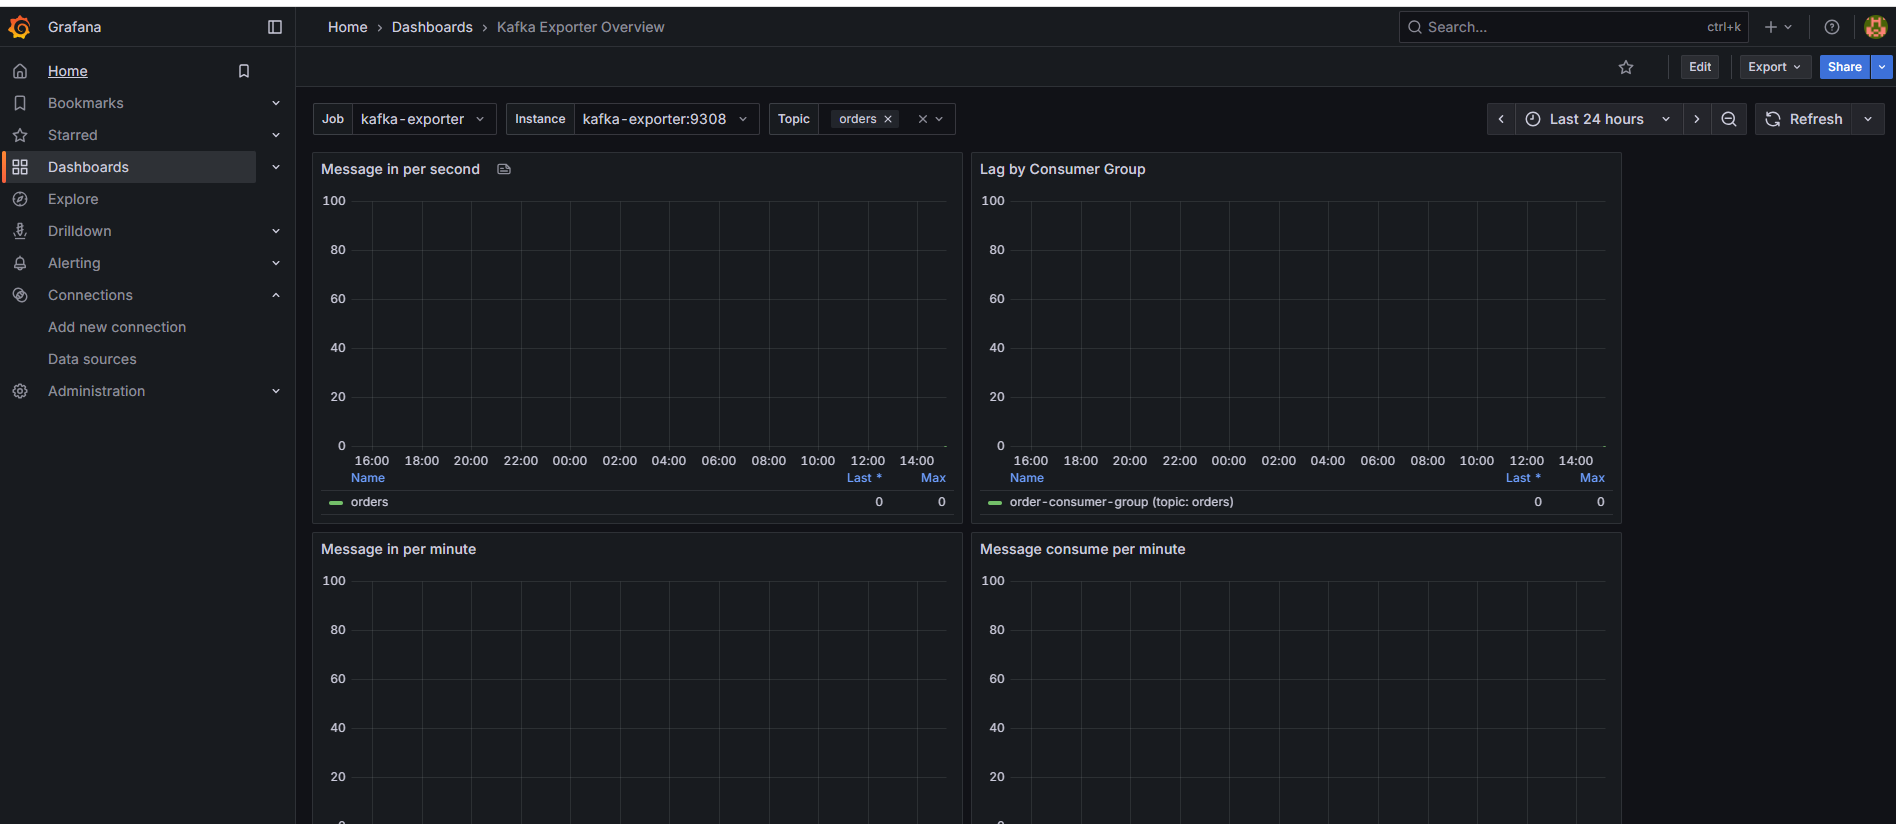 Grafana
Home › Dashboards › Kafka Exporter Overview
Search... ctrl+k
Home
Bookmarks
Starred
Dashboards
Explore
Drilldown
Alerting
Connections
Add new connection
Data sources
Administration
Edit Export Share
Job kafka-exporter Instance kafka-exporter:9308 Topic orders
Last 24 hours Refresh
Message in per second
100
80
60
40
20
0
16:00 18:00 20:00 22:00 00:00 02:00 04:00 06:00 08:00 10:00 12:00 14:00
Name Last * Max
orders 0 0
Lag by Consumer Group
100
80
60
40
20
0
16:00 18:00 20:00 22:00 00:00 02:00 04:00 06:00 08:00 10:00 12:00 14:00
Name Last * Max
order-consumer-group (topic: orders) 0 0
Message in per minute
100
80
60
40
20
0
Message consume per minute
100
80
60
40
20
0